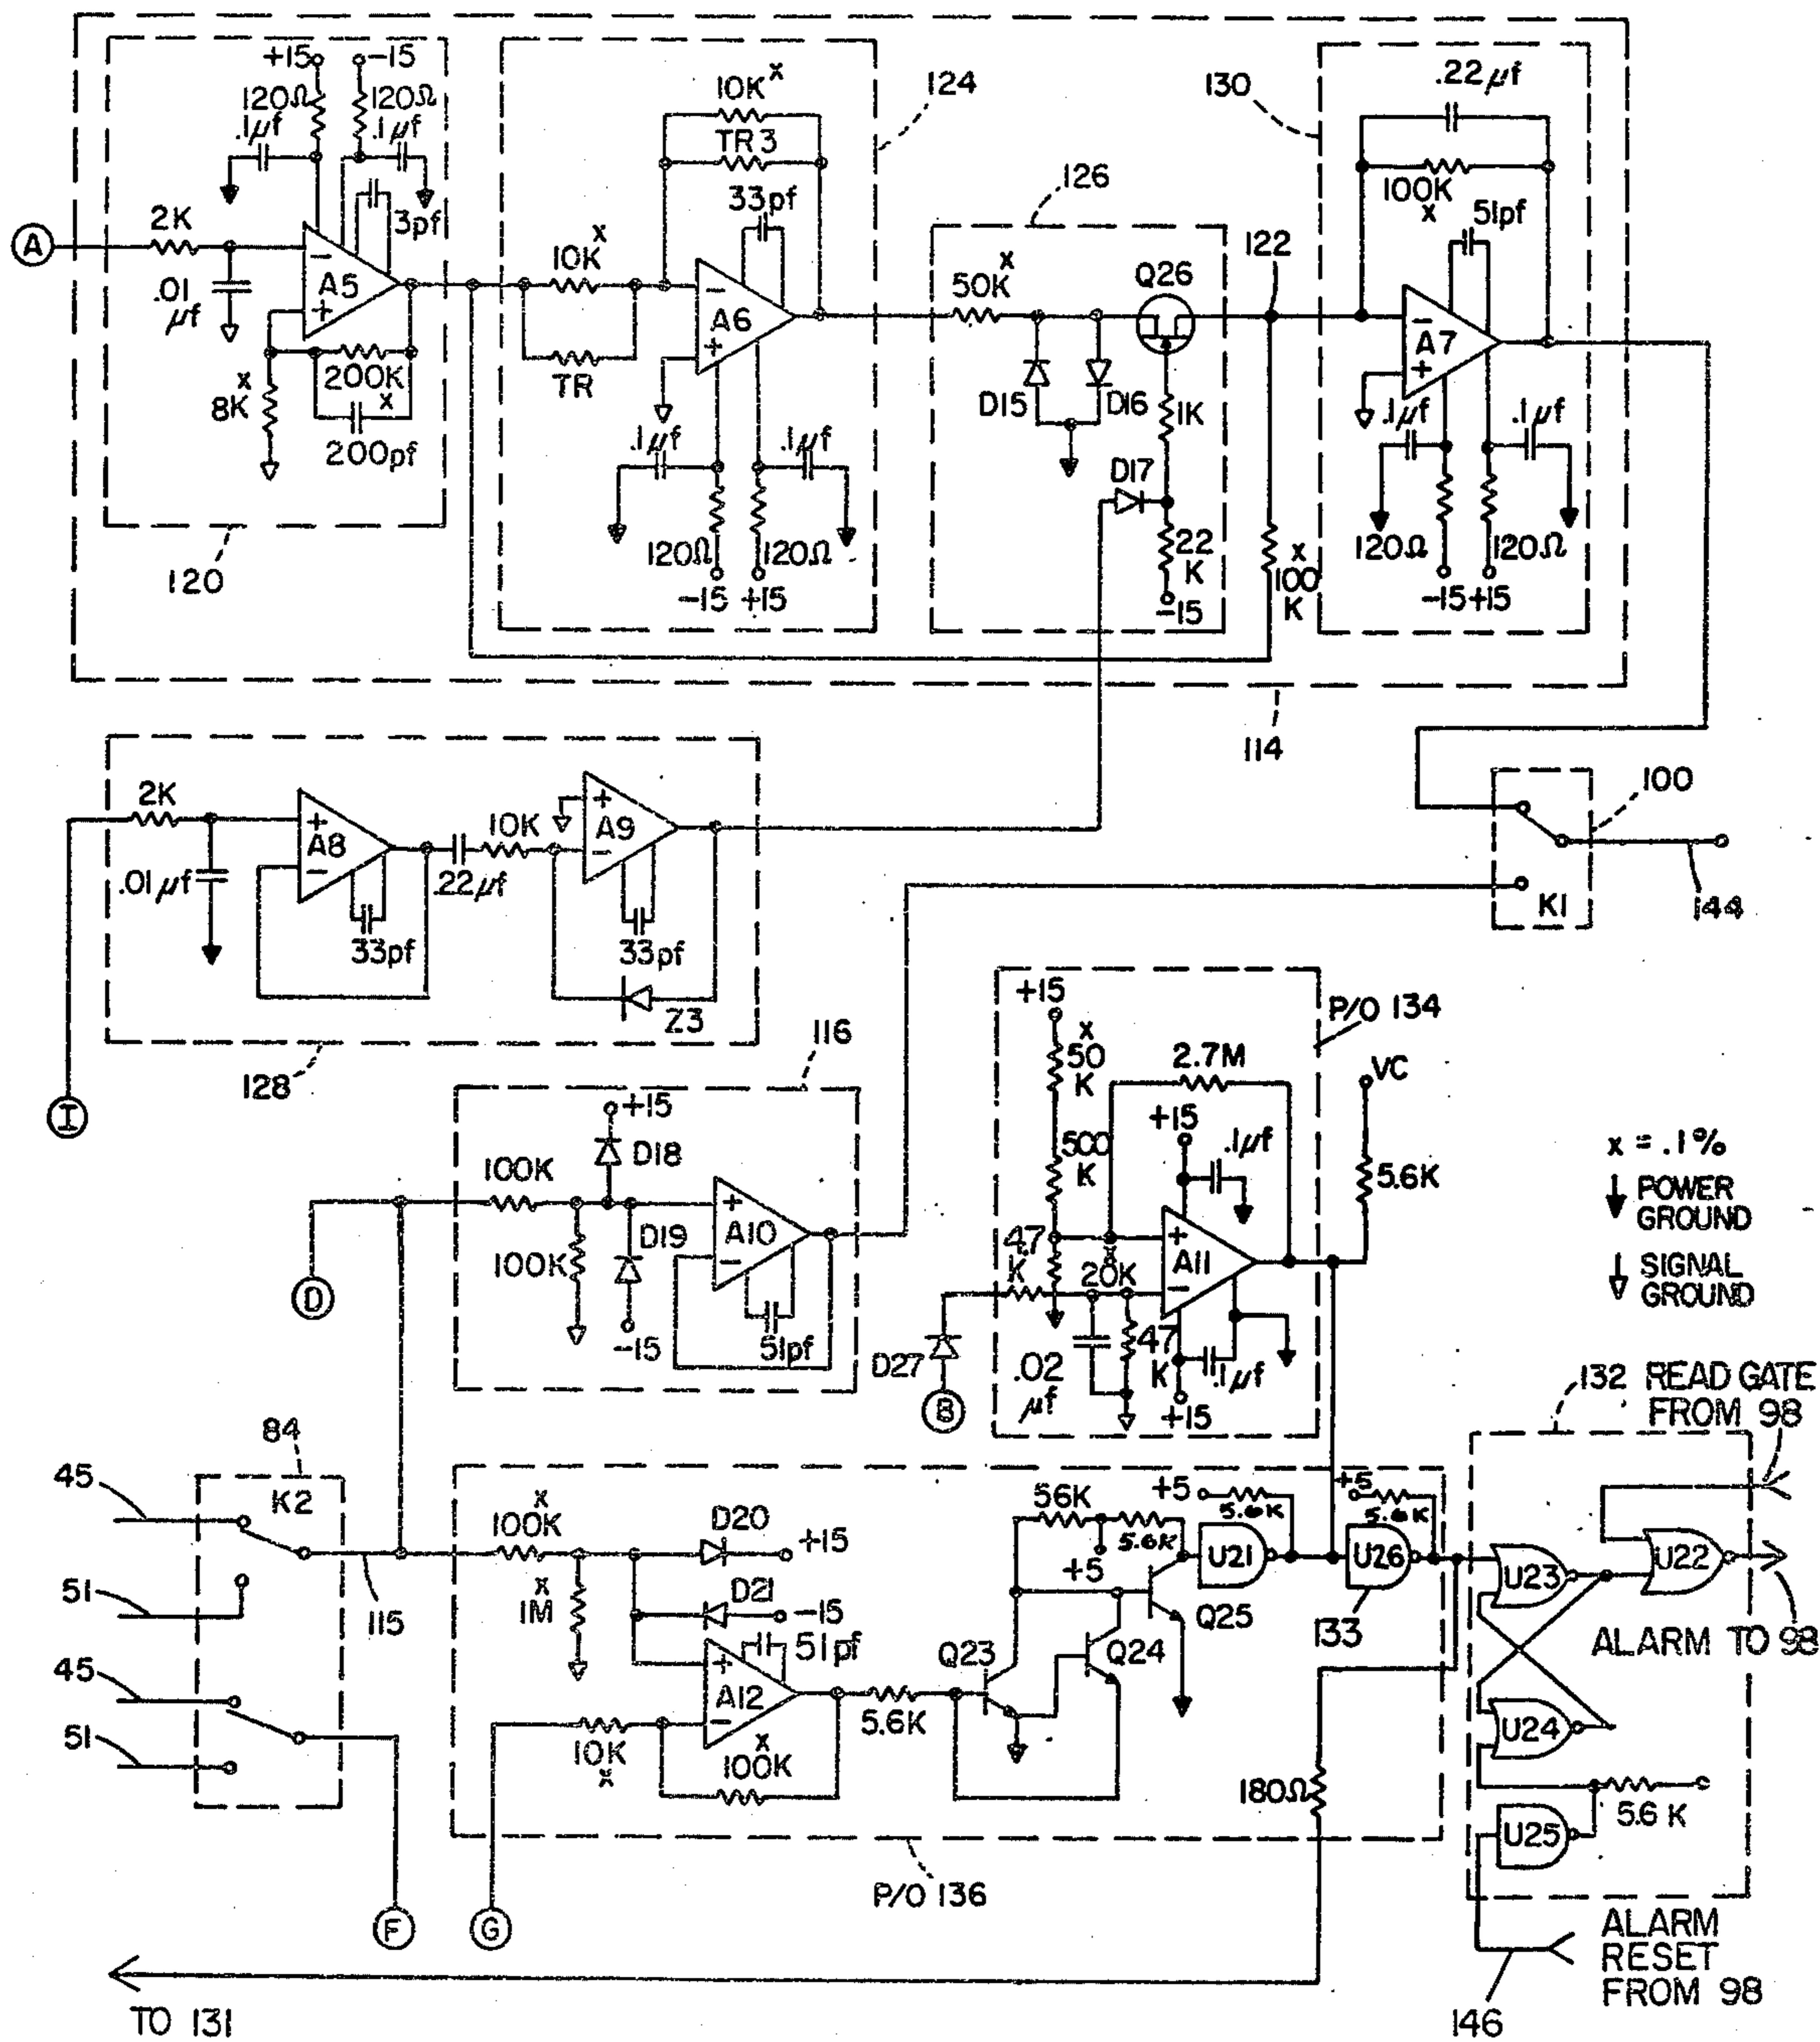 +15 -15
120Ω 120Ω
.1μf .1μf
3pf
2K
A
.01
μf
-
+
A5
200K
x
x
8K
200pf
120
10K x
TR3
33pf
10K x
TR
-
+
A6
.1μf .1μf
120Ω 120Ω
-15 +15
124
126
50K x
Q26
D15 D16
1K
D17
22
K
-15
122
x
100
K
130
.22μf
100K
x
51pf
-
+
A7
.1μf .1μf
120Ω 120Ω
-15 +15
114
2K
.01μf
+
-
A8
33pf
.22μf
10K
+
-
A9
33pf
Z3
128
I
100
K1
144
116
+15
D18
100K
100K
D19
-15
+
-
A10
51pf
D
P/O 134
+15
x
50
K
500
K
2.7M
+15
.1μf
VC
5.6K
4.7
K
x
20K
+
-
A11
47
K
.02
μf
.1μf
+15
D27
B
x = .1%
POWER
GROUND
SIGNAL
GROUND
84
45
K2
51
115
45
51
F
x
100K
D20
+15
x
1M
D21
-15
51pf
+
-
A12
10K
x
x
100K
G
5.6K
Q23
Q24
56K
5.6K
+5
Q25
+5
5.6K
U21
+5
5.6K
U26
133
180Ω
P/O 136
132 READ GATE
FROM 98
U23
U22
ALARM TO 98
U24
5.6 K
U25
ALARM
RESET
FROM 98
146
TO 131